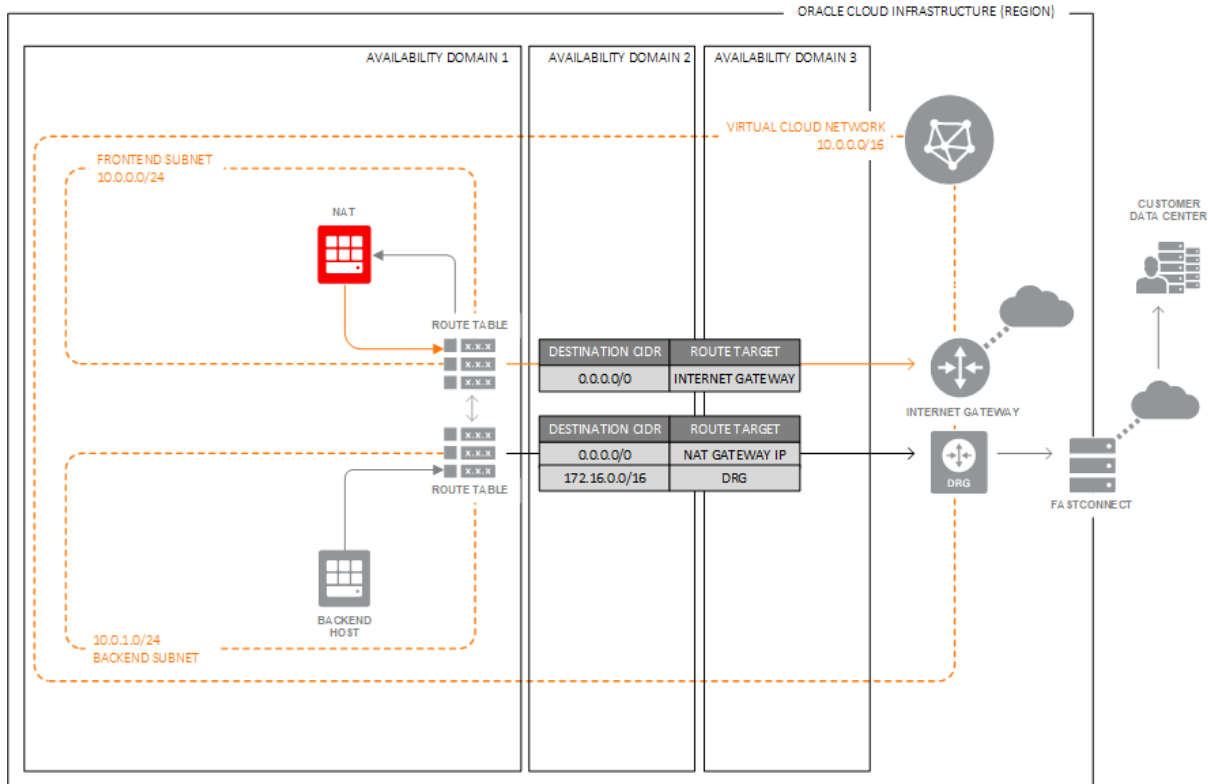 ORACLE CLOUD INFRASTRUCTURE (REGION)
AVAILABILITY DOMAIN 1
AVAILABILITY DOMAIN 2
AVAILABILITY DOMAIN 3
VIRTUAL CLOUD NETWORK
10.0.0.0/16
FRONTEND SUBNET
10.0.0.0/24
NAT
CUSTOMER
DATA CENTER
ROUTE TABLE
x.x.x
x.x.x
x.x.x
DESTINATION CIDR ROUTE TARGET
0.0.0.0/0 INTERNET GATEWAY
INTERNET GATEWAY
x.x.x
x.x.x
x.x.x
ROUTE TABLE
DESTINATION CIDR ROUTE TARGET
0.0.0.0/0 NAT GATEWAY IP
172.16.0.0/16 DRG
DRG
FASTCONNECT
BACKEND
HOST
10.0.1.0/24
BACKEND SUBNET